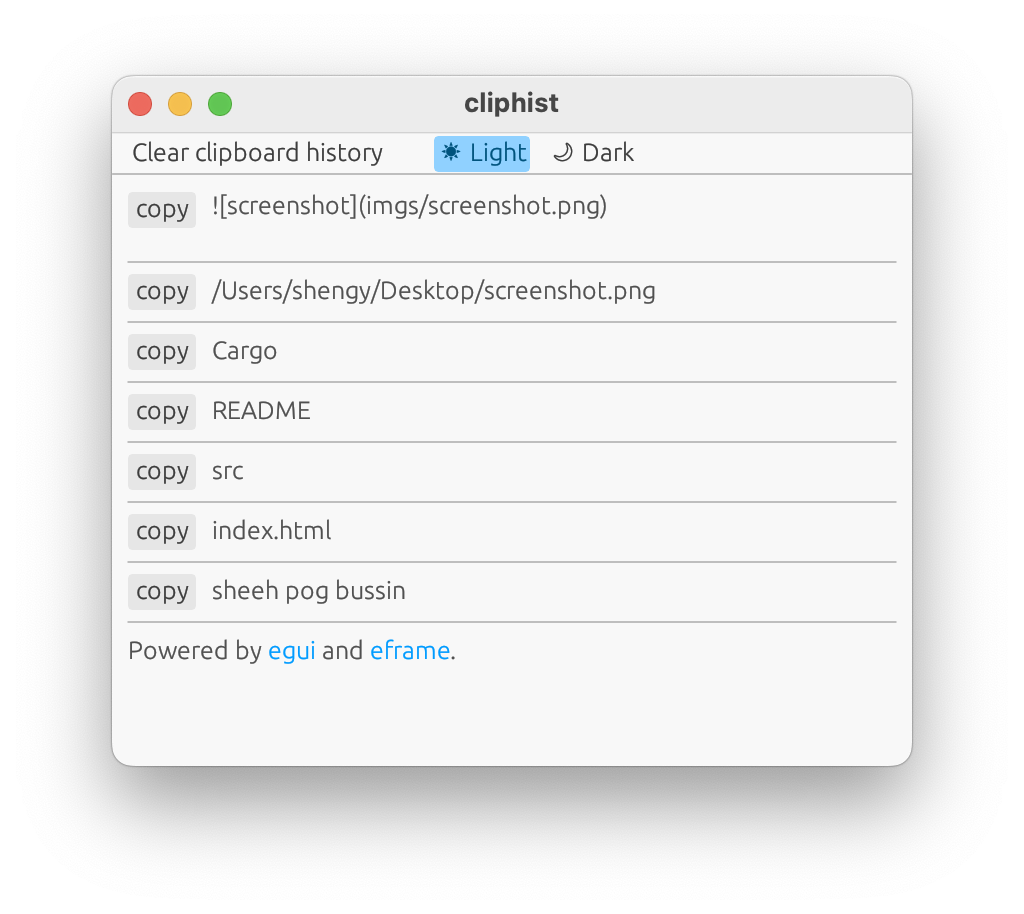 cliphist
Clear clipboard history ☀ Light ☽ Dark
copy ![screenshot](imgs/screenshot.png)
copy /Users/shengy/Desktop/screenshot.png
copy Cargo
copy README
copy src
copy index.html
copy sheeh pog bussin
Powered by egui and eframe.